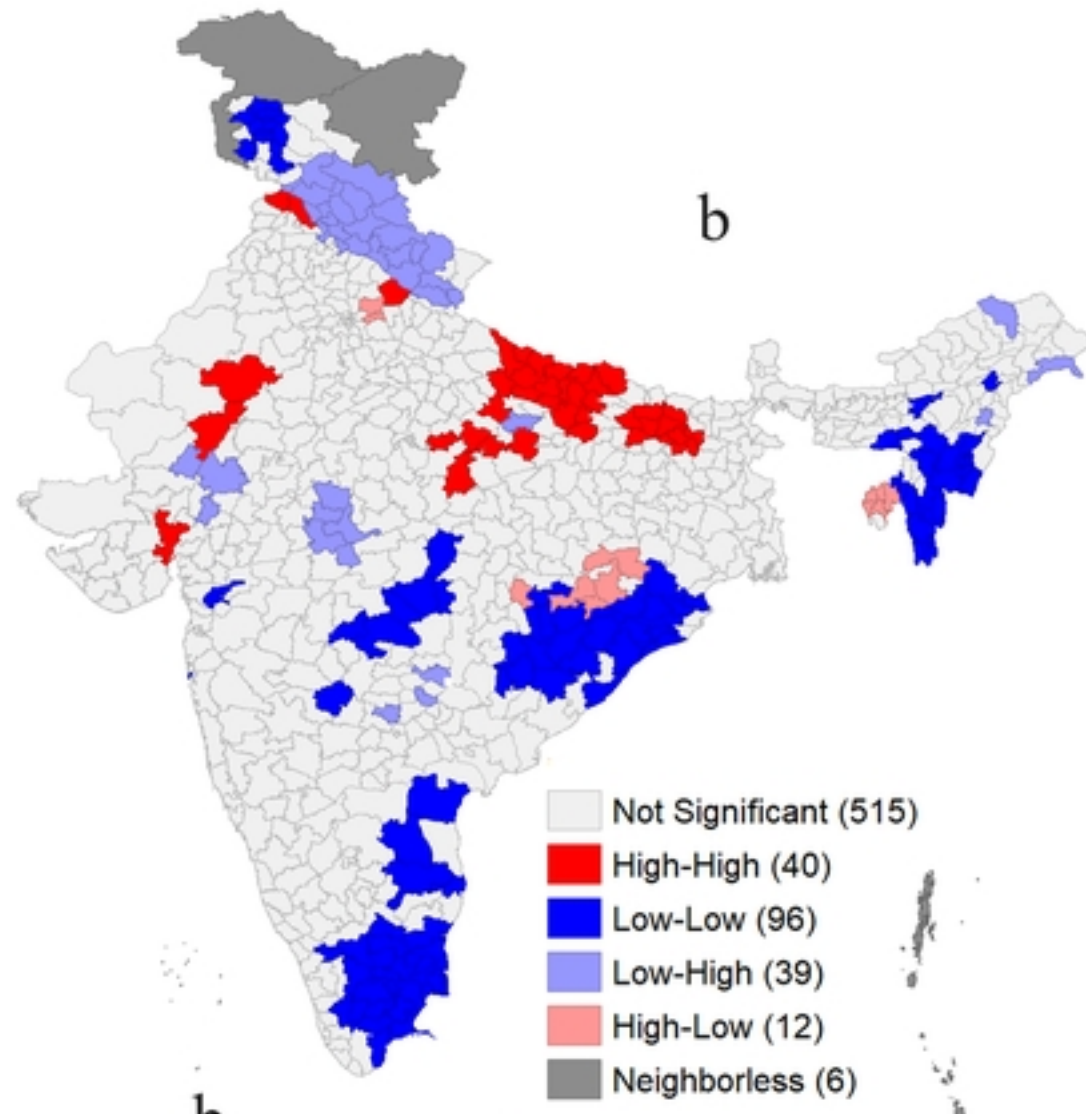 b
Not Significant (515)
High-High (40)
Low-Low (96)
Low-High (39)
High-Low (12)
Neighborless (6)